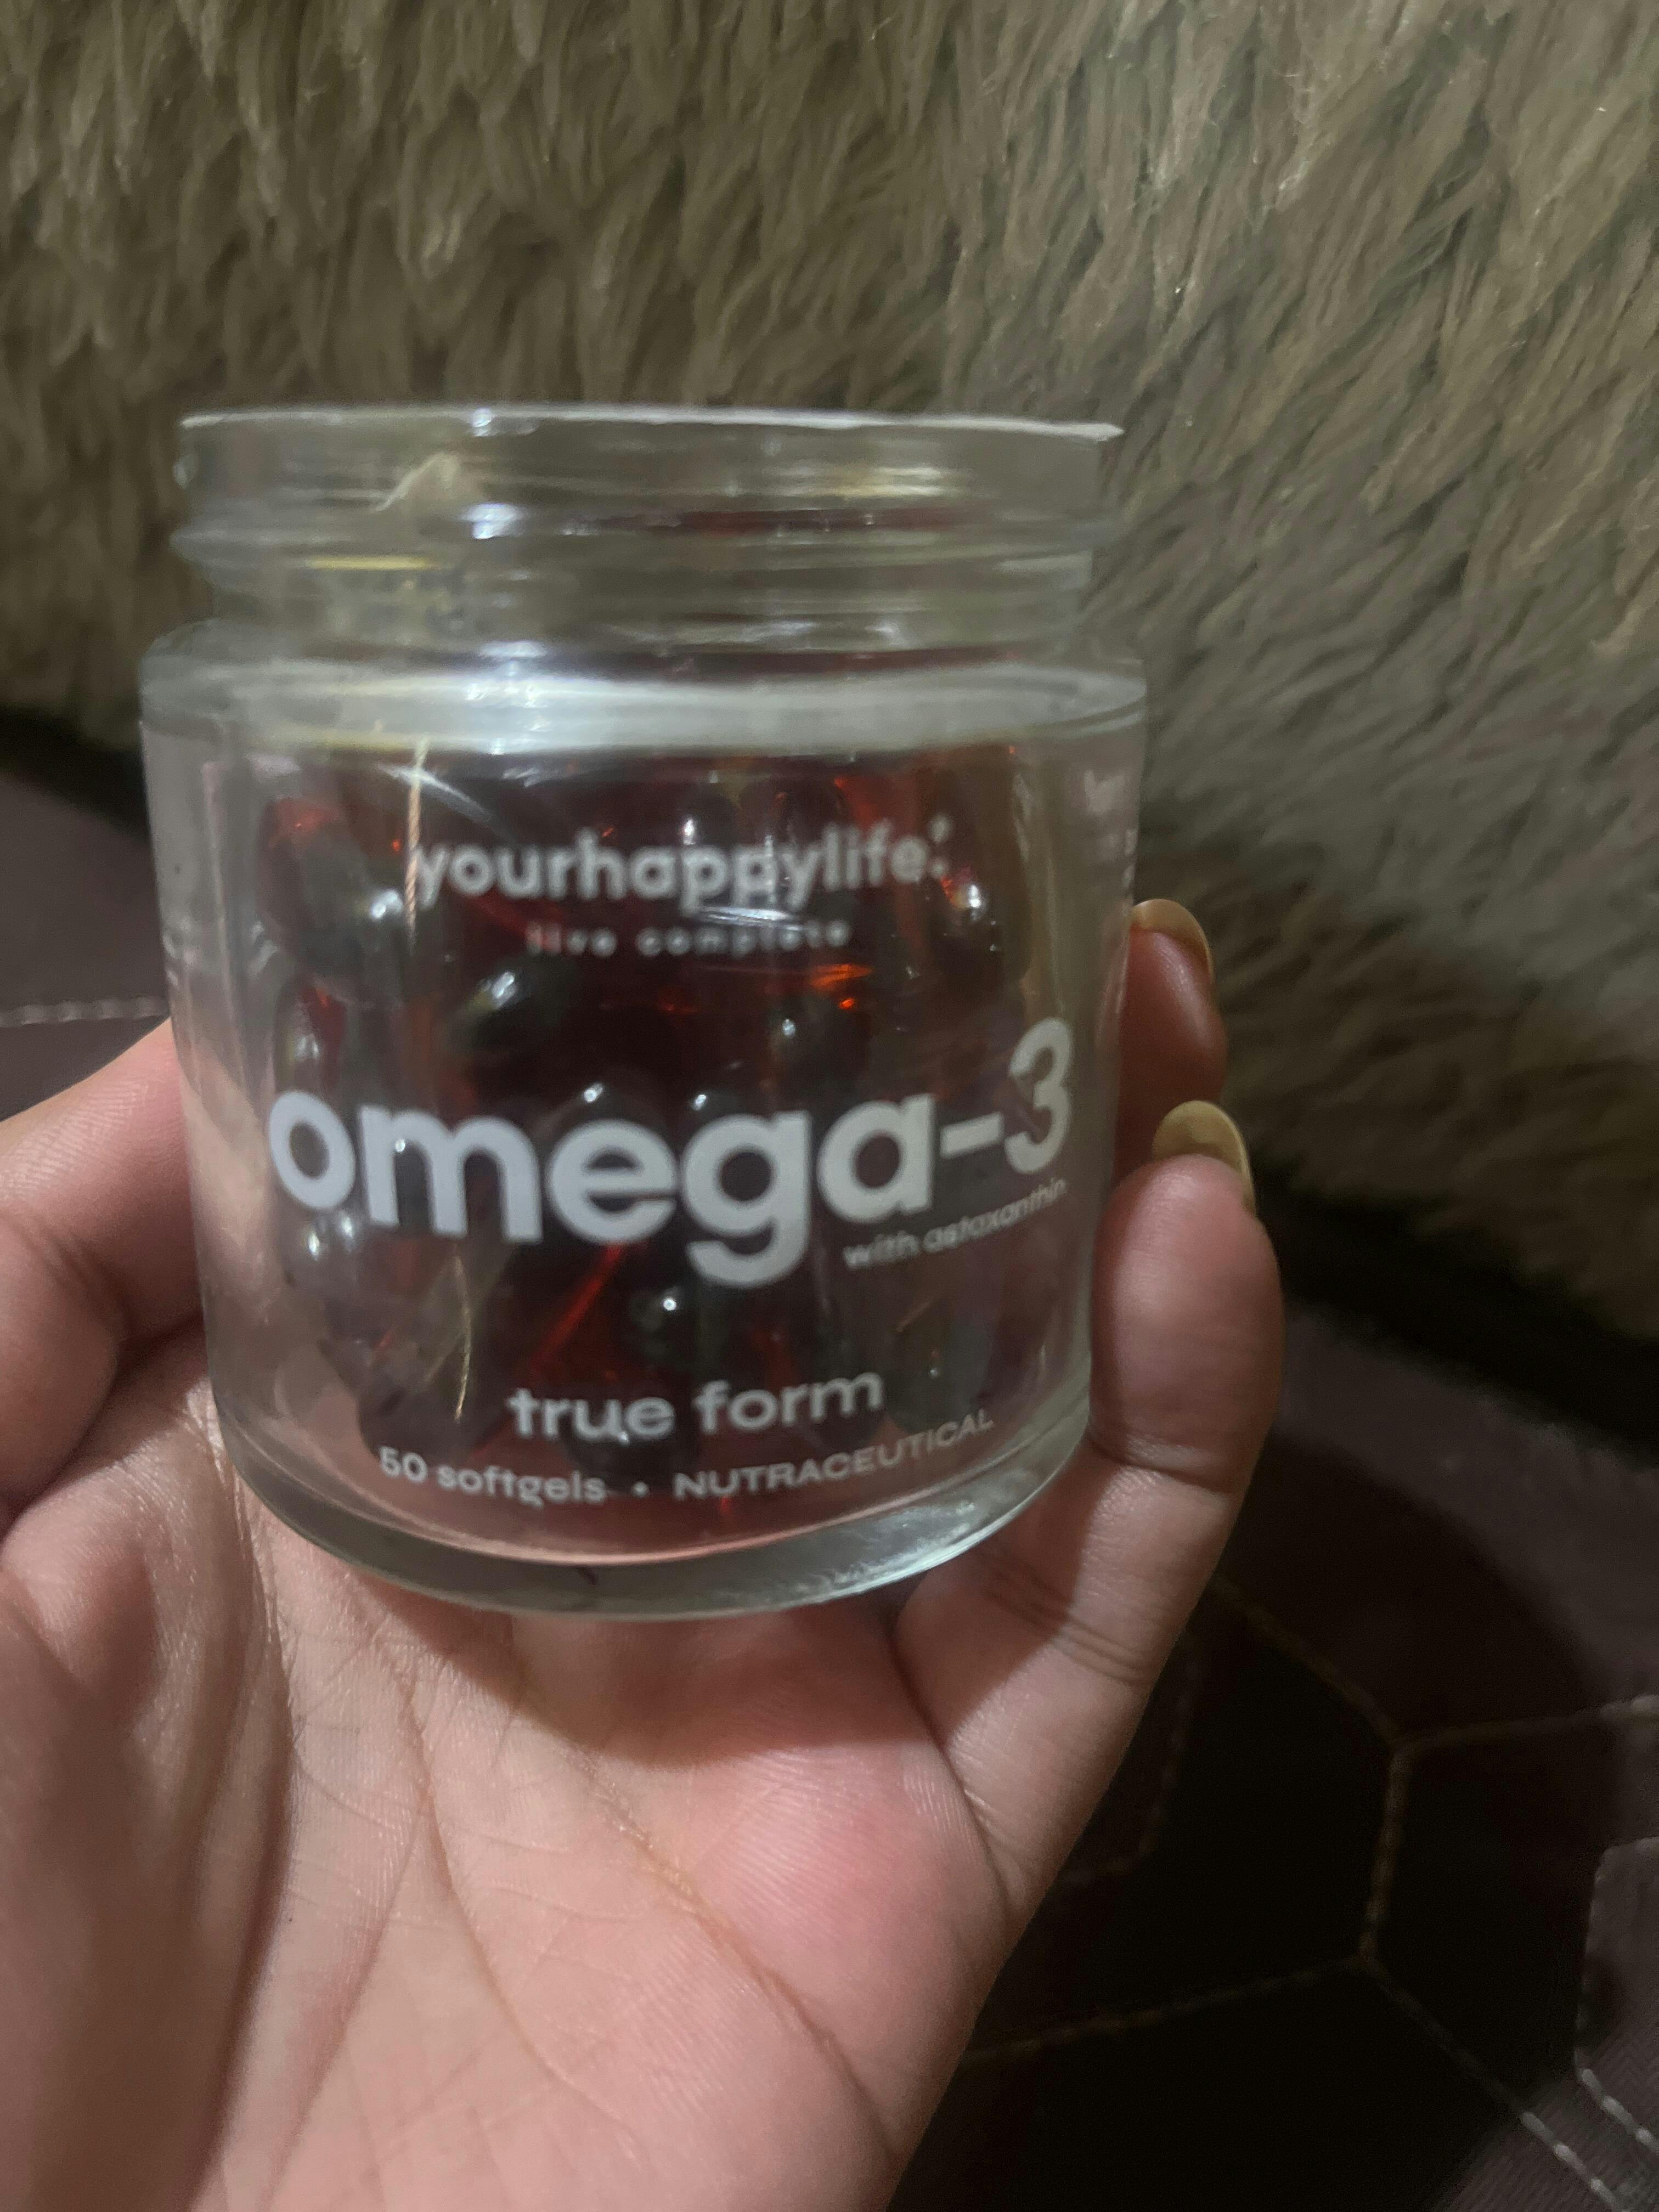 yourhappylife:
live complete
omega-3
with astaxanthin
true form
50 softgels • NUTRACEUTICAL